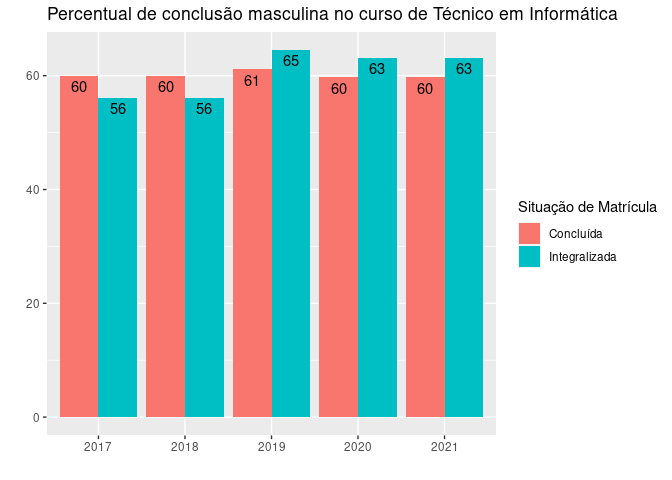 Percentual de conclusão masculina no curso de Técnico em Informática
60
40
20
0
60 56 60 56 61 65 60 63 60 63
2017 2018 2019 2020 2021
Situação de Matrícula
Concluída
Integralizada